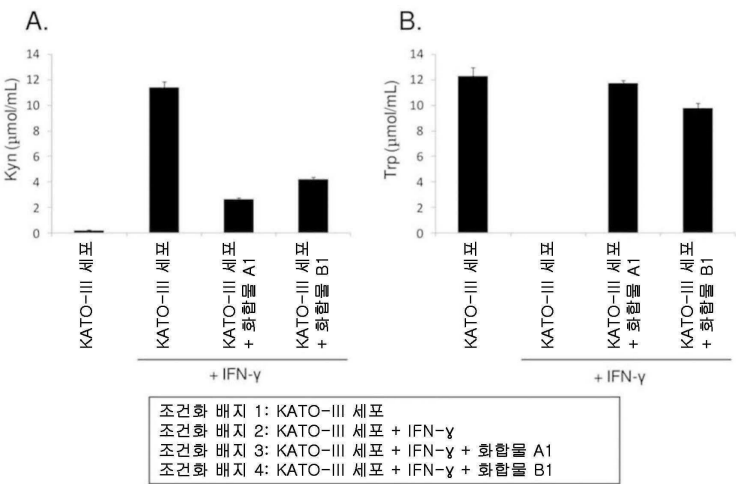 A.
Kyn (μmol/mL)
14
12
10
8
6
4
2
0
KATO-III 세포
KATO-III 세포
KATO-III 세포
+ 화합물 A1
KATO-III 세포
+ 화합물 B1
+ IFN-γ
B.
Trp (μmol/mL)
14
12
10
8
6
4
2
0
KATO-III 세포
KATO-III 세포
KATO-III 세포
+ 화합물 A1
KATO-III 세포
+ 화합물 B1
+ IFN-γ
조건화 배지 1: KATO-III 세포
조건화 배지 2: KATO-III 세포 + IFN-ɣ
조건화 배지 3: KATO-III 세포 + IFN-ɣ + 화합물 A1
조건화 배지 4: KATO-III 세포 + IFN-ɣ + 화합물 B1